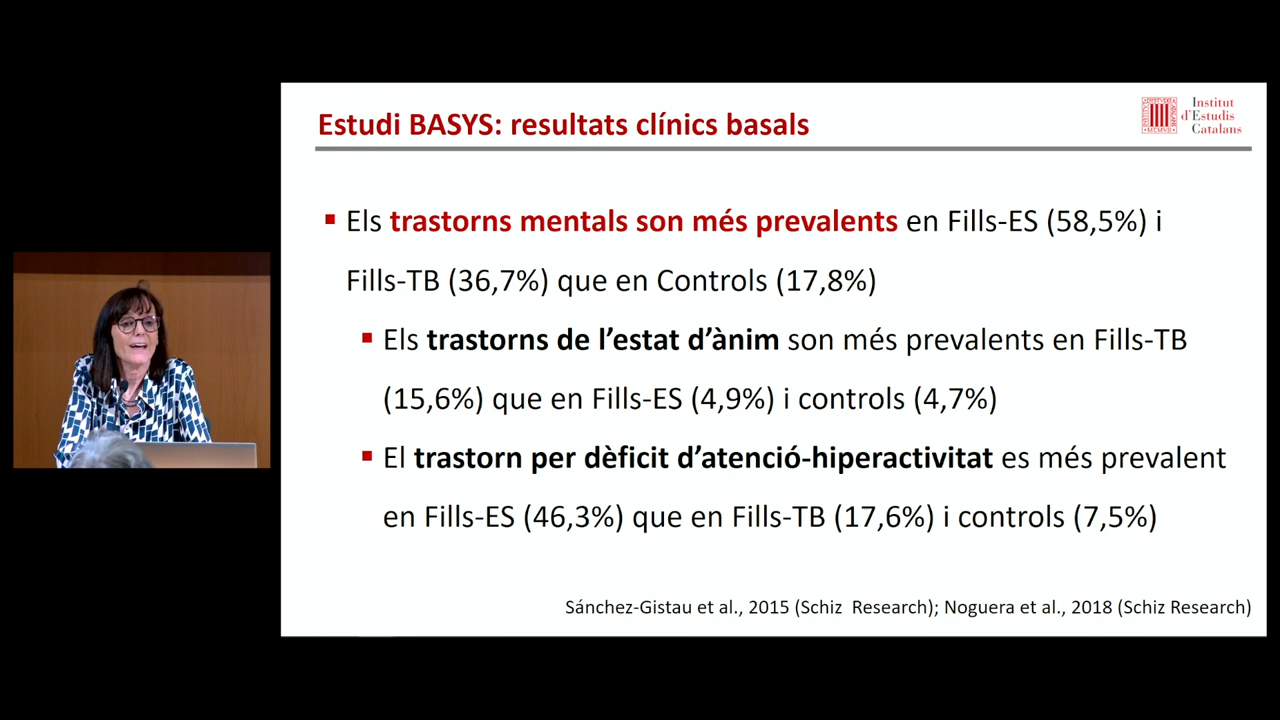 Estudi BASYS: resultats clínics basals
Institut
d'Estudis
Catalans
▪ Els trastorns mentals son més prevalents en Fills-ES (58,5%) i
Fills-TB (36,7%) que en Controls (17,8%)
▪ Els trastorns de l'estat d'ànim son més prevalents en Fills-TB
(15,6%) que en Fills-ES (4,9%) i controls (4,7%)
▪ El trastorn per dèficit d'atenció-hiperactivitat es més prevalent
en Fills-ES (46,3%) que en Fills-TB (17,6%) i controls (7,5%)
Sánchez-Gistau et al., 2015 (Schiz Research); Noguera et al., 2018 (Schiz Research)